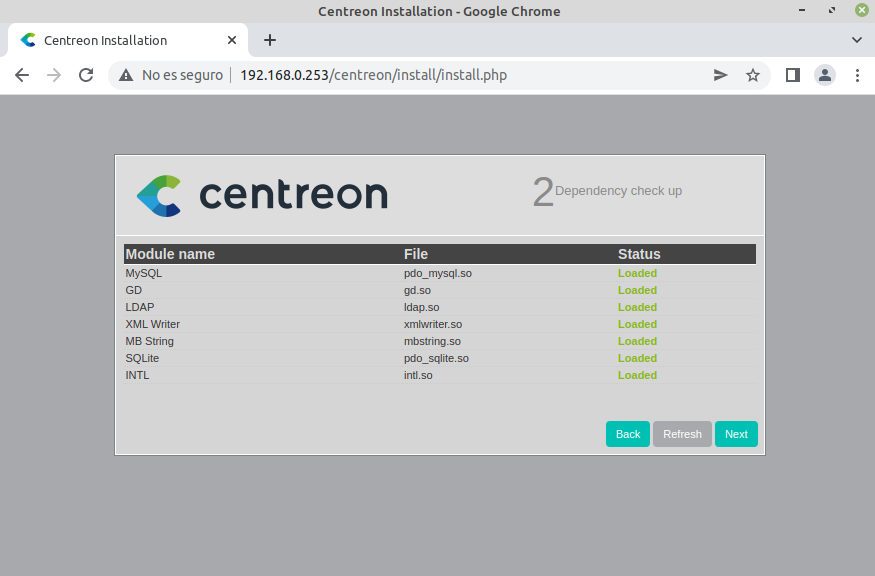 Centreon Installation - Google Chrome
Centreon Installation
No es seguro 192.168.0.253/centreon/install/install.php
centreon
2 Dependency check up
Module name File Status
MySQL pdo_mysql.so Loaded
GD gd.so Loaded
LDAP ldap.so Loaded
XML Writer xmlwriter.so Loaded
MB String mbstring.so Loaded
SQLite pdo_sqlite.so Loaded
INTL intl.so Loaded
Back Refresh Next